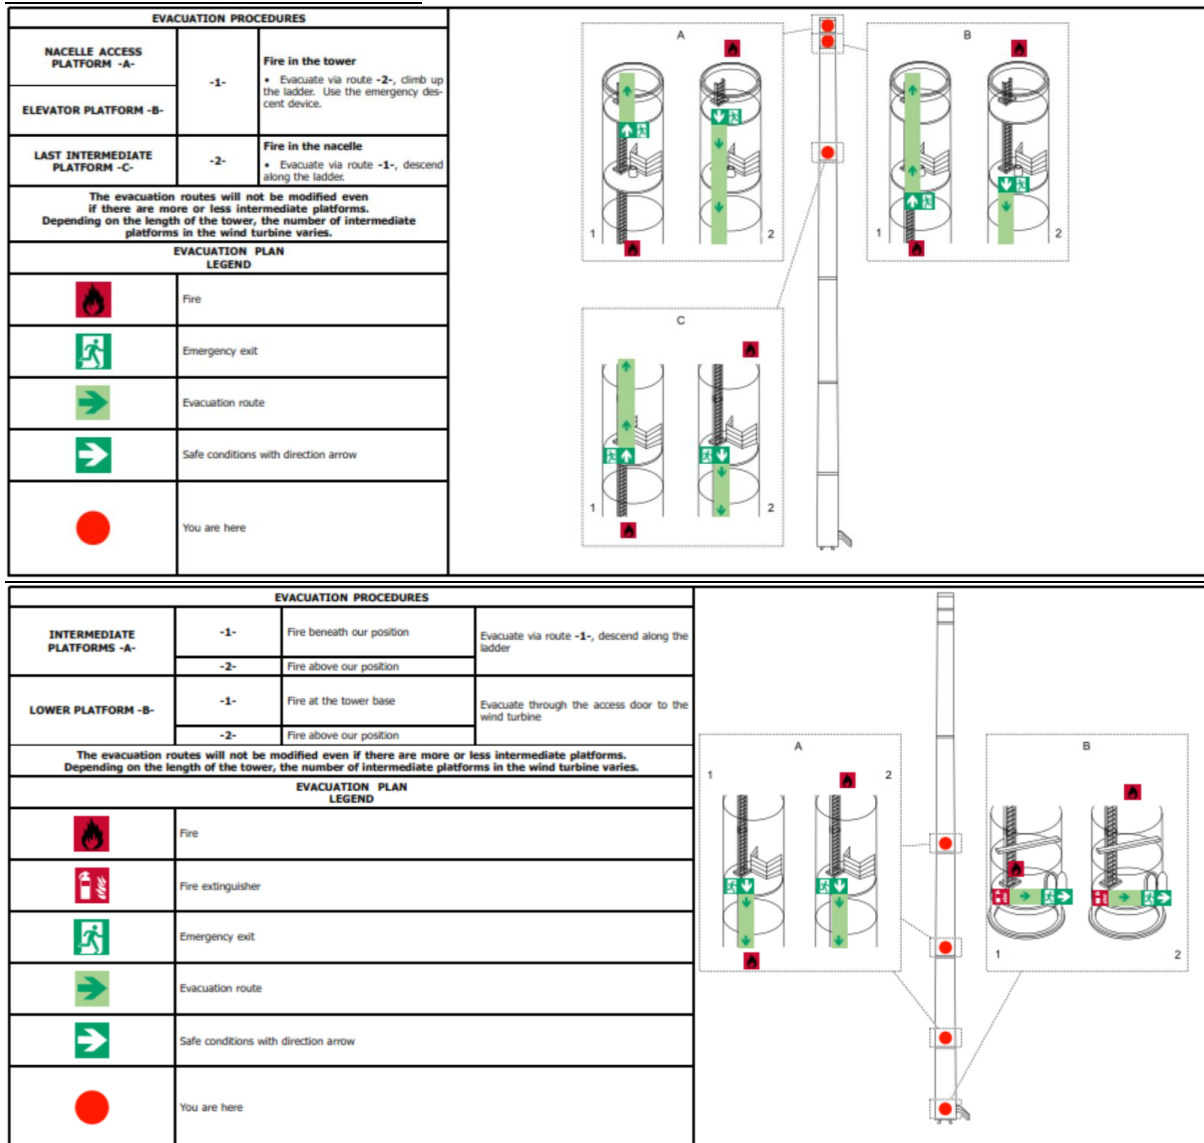 EVACUATION PROCEDURES
NACELLE ACCESS
PLATFORM -A-
ELEVATOR PLATFORM -B-
-1-
Fire in the tower
• Evacuate via route -2-, climb up
the ladder. Use the emergency des-
cent device.
LAST INTERMEDIATE
PLATFORM -C-
-2-
Fire in the nacelle
• Evacuate via route -1-, descend
along the ladder.
The evacuation routes will not be modified even
if there are more or less intermediate platforms.
Depending on the length of the tower, the number of intermediate
platforms in the wind turbine varies.
EVACUATION PLAN
LEGEND
Fire
Emergency exit
Evacuation route
Safe conditions with direction arrow
You are here
A
1
2
B
1
2
C
1
2
EVACUATION PROCEDURES
INTERMEDIATE
PLATFORMS -A-
-1-
Fire beneath our position
Evacuate via route -1-, descend along the
ladder
-2-
Fire above our position
LOWER PLATFORM -B-
-1-
Fire at the tower base
Evacuate through the access door to the
wind turbine
-2-
Fire above our position
The evacuation routes will not be modified even if there are more or less intermediate platforms.
Depending on the length of the tower, the number of intermediate platforms in the wind turbine varies.
EVACUATION PLAN
LEGEND
Fire
Fire extinguisher
Emergency exit
Evacuation route
Safe conditions with direction arrow
You are here
A
1
2
B
1
2